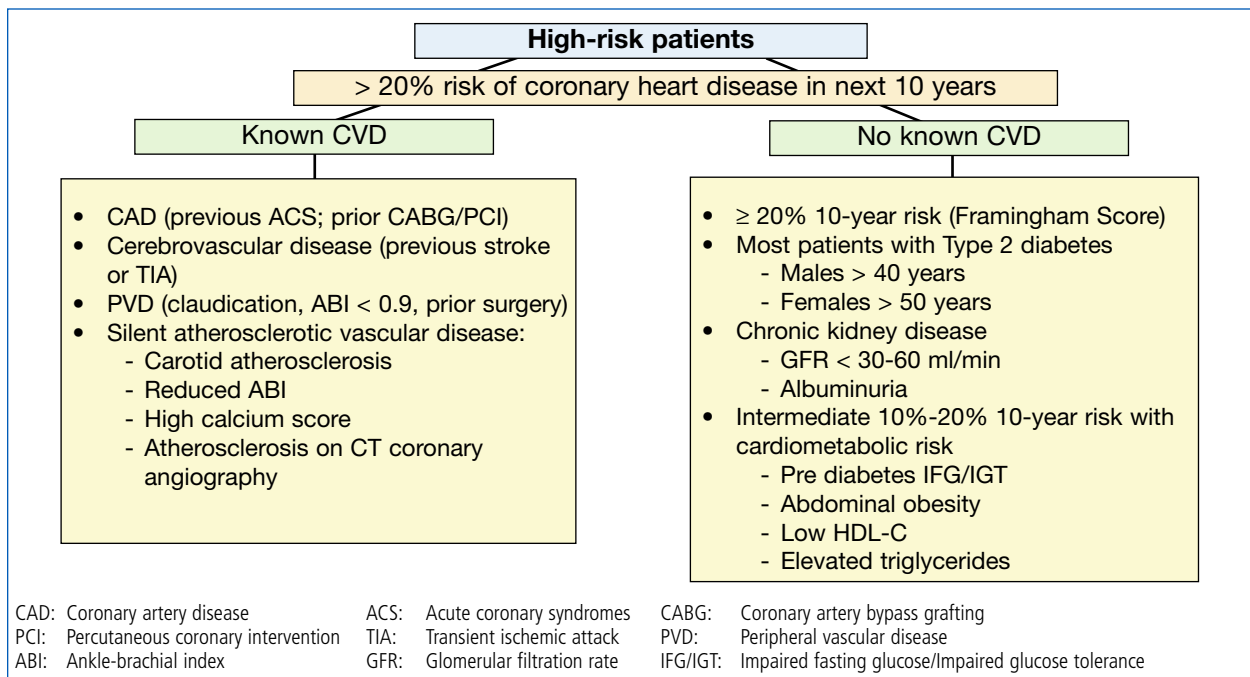 High-risk patients
> 20% risk of coronary heart disease in next 10 years
Known CVD
• CAD (previous ACS; prior CABG/PCI)
• Cerebrovascular disease (previous stroke
or TIA)
• PVD (claudication, ABI < 0.9, prior surgery)
• Silent atherosclerotic vascular disease:
- Carotid atherosclerosis
- Reduced ABI
- High calcium score
- Atherosclerosis on CT coronary
angiography
No known CVD
• ≥ 20% 10-year risk (Framingham Score)
• Most patients with Type 2 diabetes
- Males > 40 years
- Females > 50 years
• Chronic kidney disease
- GFR < 30-60 ml/min
- Albuminuria
• Intermediate 10%-20% 10-year risk with
cardiometabolic risk
- Pre diabetes IFG/IGT
- Abdominal obesity
- Low HDL-C
- Elevated triglycerides
CAD: Coronary artery disease ACS: Acute coronary syndromes CABG: Coronary artery bypass grafting
PCI: Percutaneous coronary intervention TIA: Transient ischemic attack PVD: Peripheral vascular disease
ABI: Ankle-brachial index GFR: Glomerular filtration rate IFG/IGT: Impaired fasting glucose/Impaired glucose tolerance